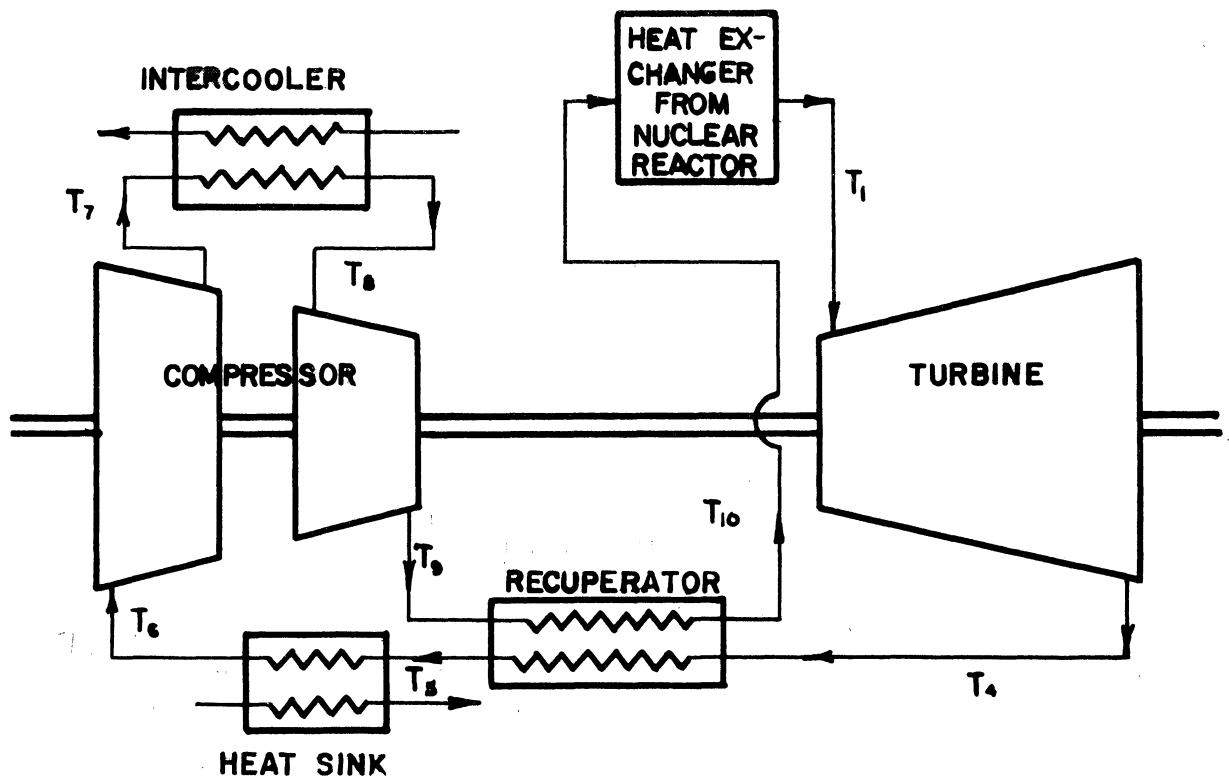 HEAT EX-
CHANGER
FROM
NUCLEAR
REACTOR
INTERCOOLER
T₁
T₇
T₈
COMPRESSOR
TURBINE
T₁₀
T₉
RECUPERATOR
T₆
T₅
T₄
HEAT SINK